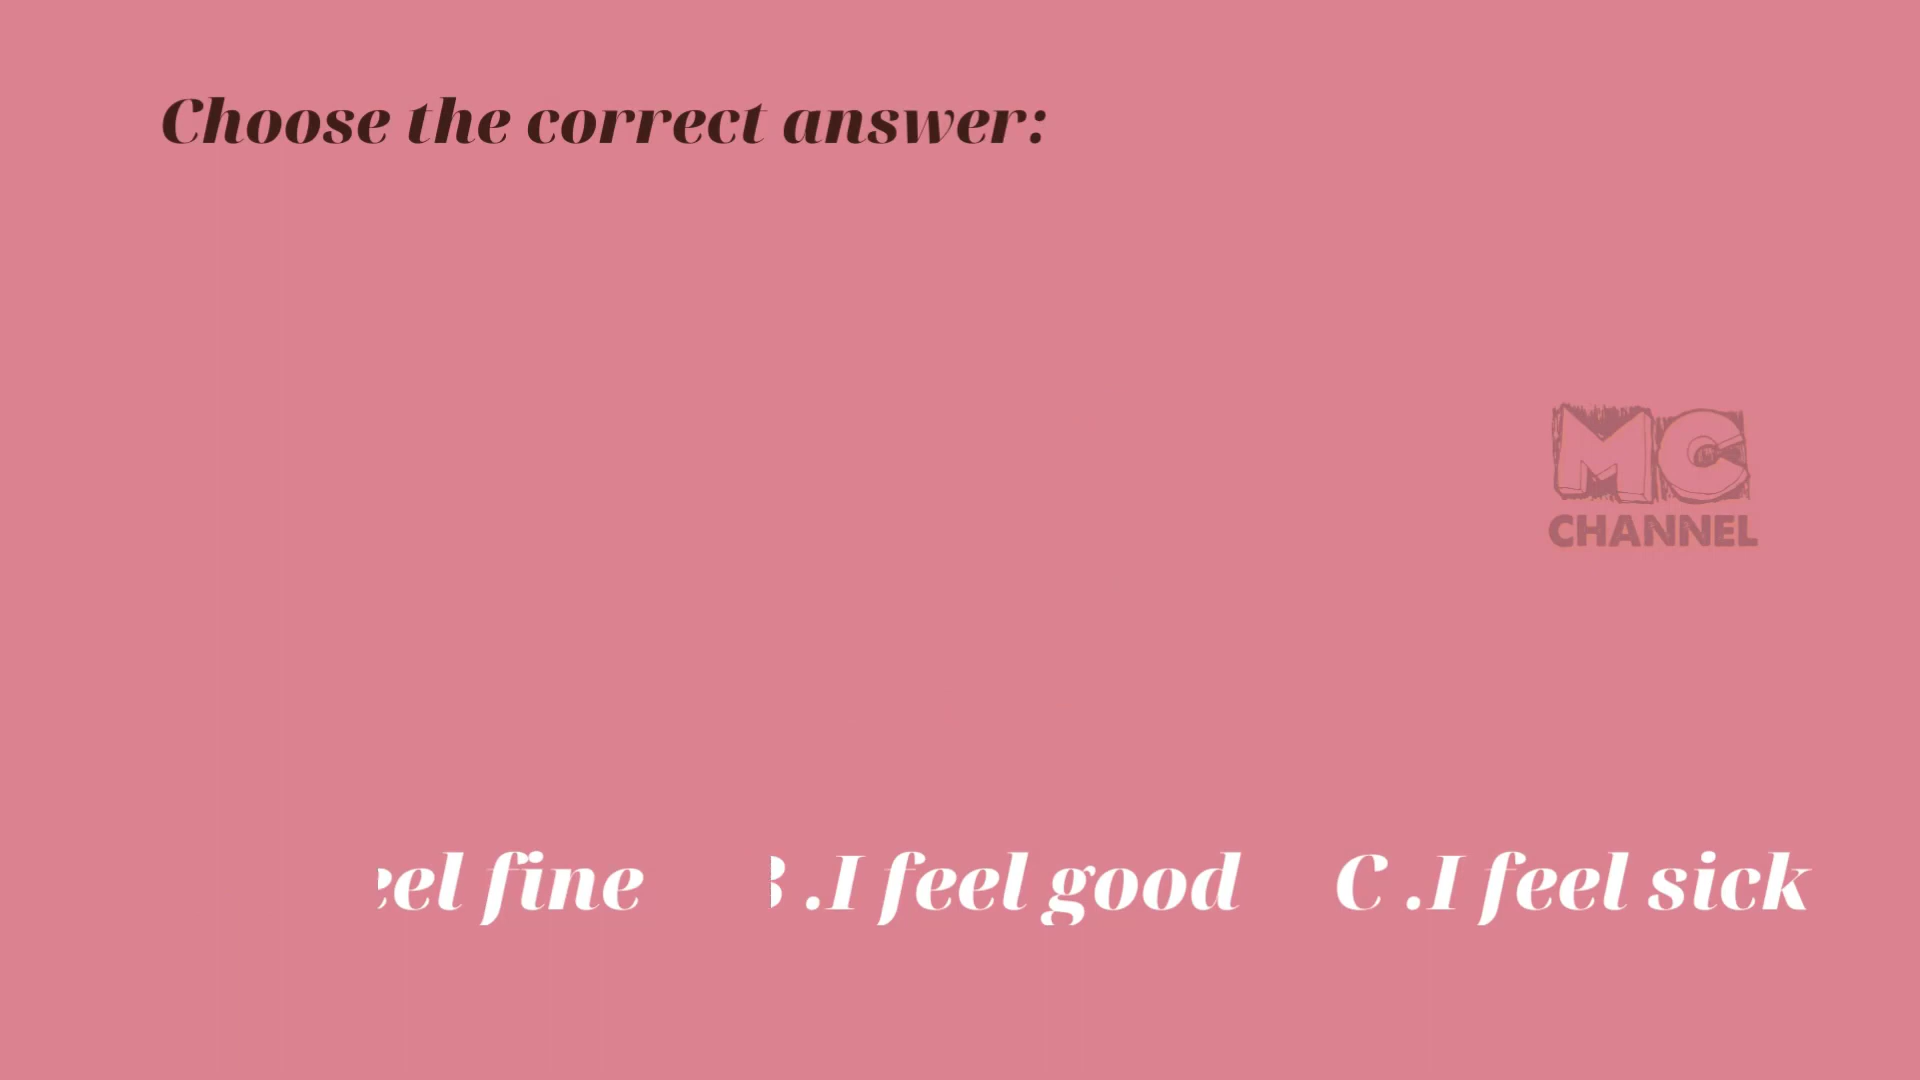 Choose the correct answer:
MC
CHANNEL
eel fine B .I feel good C .I feel sick